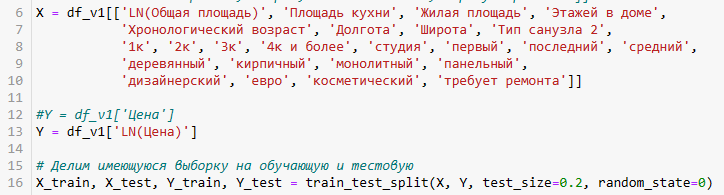 6 X = df_v1[['LN(Общая площадь)', 'Площадь кухни', 'Жилая площадь', 'Этажей в доме',
7 'Хронологический возраст', 'Долгота', 'Широта', 'Тип санузла 2',
8 '1к', '2к', '3к', '4к и более', 'студия', 'первый', 'последний', 'средний',
9 'деревянный', 'кирпичный', 'монолитный', 'панельный',
10 'дизайнерский', 'евро', 'косметический', 'требует ремонта']]
11
12 #Y = df_v1['Цена']
13 Y = df_v1['LN(Цена)']
14
15 # Делим имеющуюся выборку на обучающую и тестовую
16 X_train, X_test, Y_train, Y_test = train_test_split(X, Y, test_size=0.2, random_state=0)